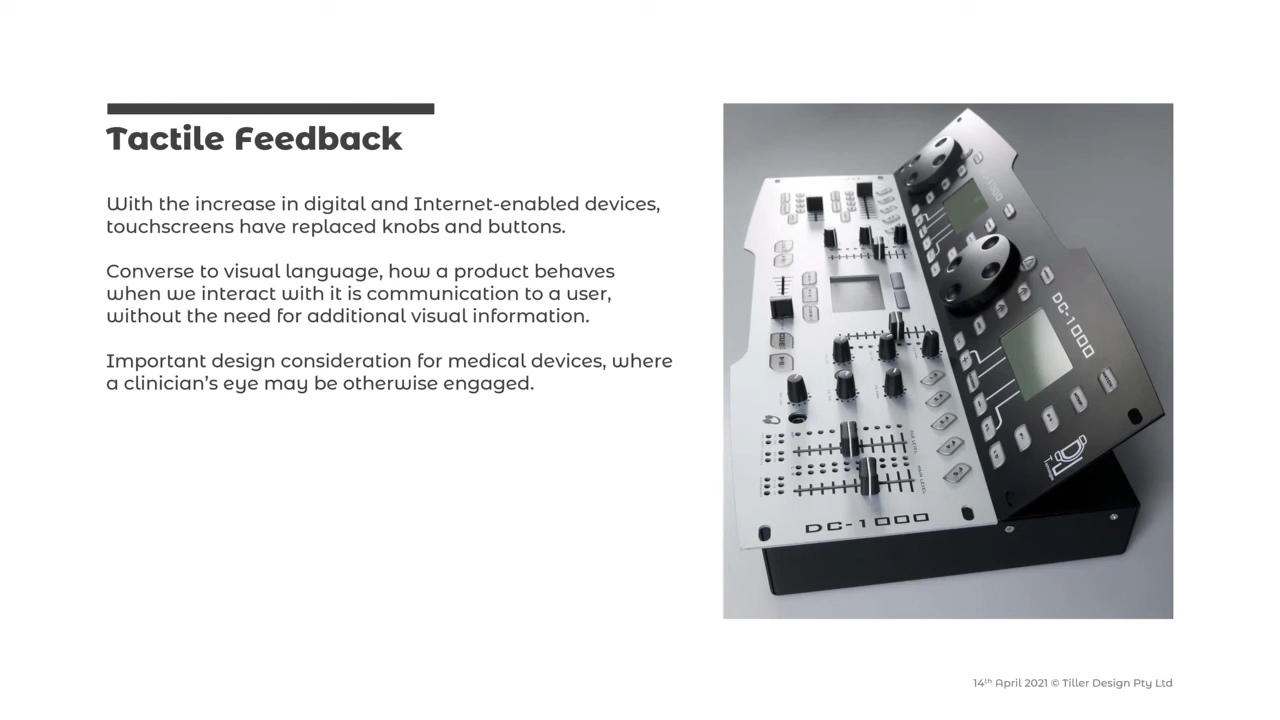 Tactile Feedback
With the increase in digital and Internet-enabled devices,
touchscreens have replaced knobs and buttons.
Converse to visual language, how a product behaves
when we interact with it is communication to a user,
without the need for additional visual information.
Important design consideration for medical devices, where
a clinician’s eye may be otherwise engaged.
DC-1000
DC-1000
14th April 2021 © Tiller Design Pty Ltd